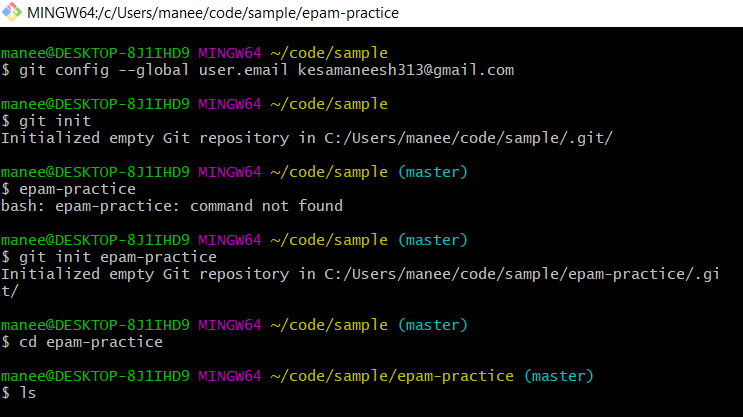 MINGW64:/c/Users/manee/code/sample/epam-practice
manee@DESKTOP-8J1IHD9 MINGW64 ~/code/sample
$ git config --global user.email kesamaneesh313@gmail.com
manee@DESKTOP-8J1IHD9 MINGW64 ~/code/sample
$ git init
Initialized empty Git repository in C:/Users/manee/code/sample/.git/
manee@DESKTOP-8J1IHD9 MINGW64 ~/code/sample (master)
$ epam-practice
bash: epam-practice: command not found
manee@DESKTOP-8J1IHD9 MINGW64 ~/code/sample (master)
$ git init epam-practice
Initialized empty Git repository in C:/Users/manee/code/sample/epam-practice/.gi
t/
manee@DESKTOP-8J1IHD9 MINGW64 ~/code/sample (master)
$ cd epam-practice
manee@DESKTOP-8J1IHD9 MINGW64 ~/code/sample/epam-practice (master)
$ ls